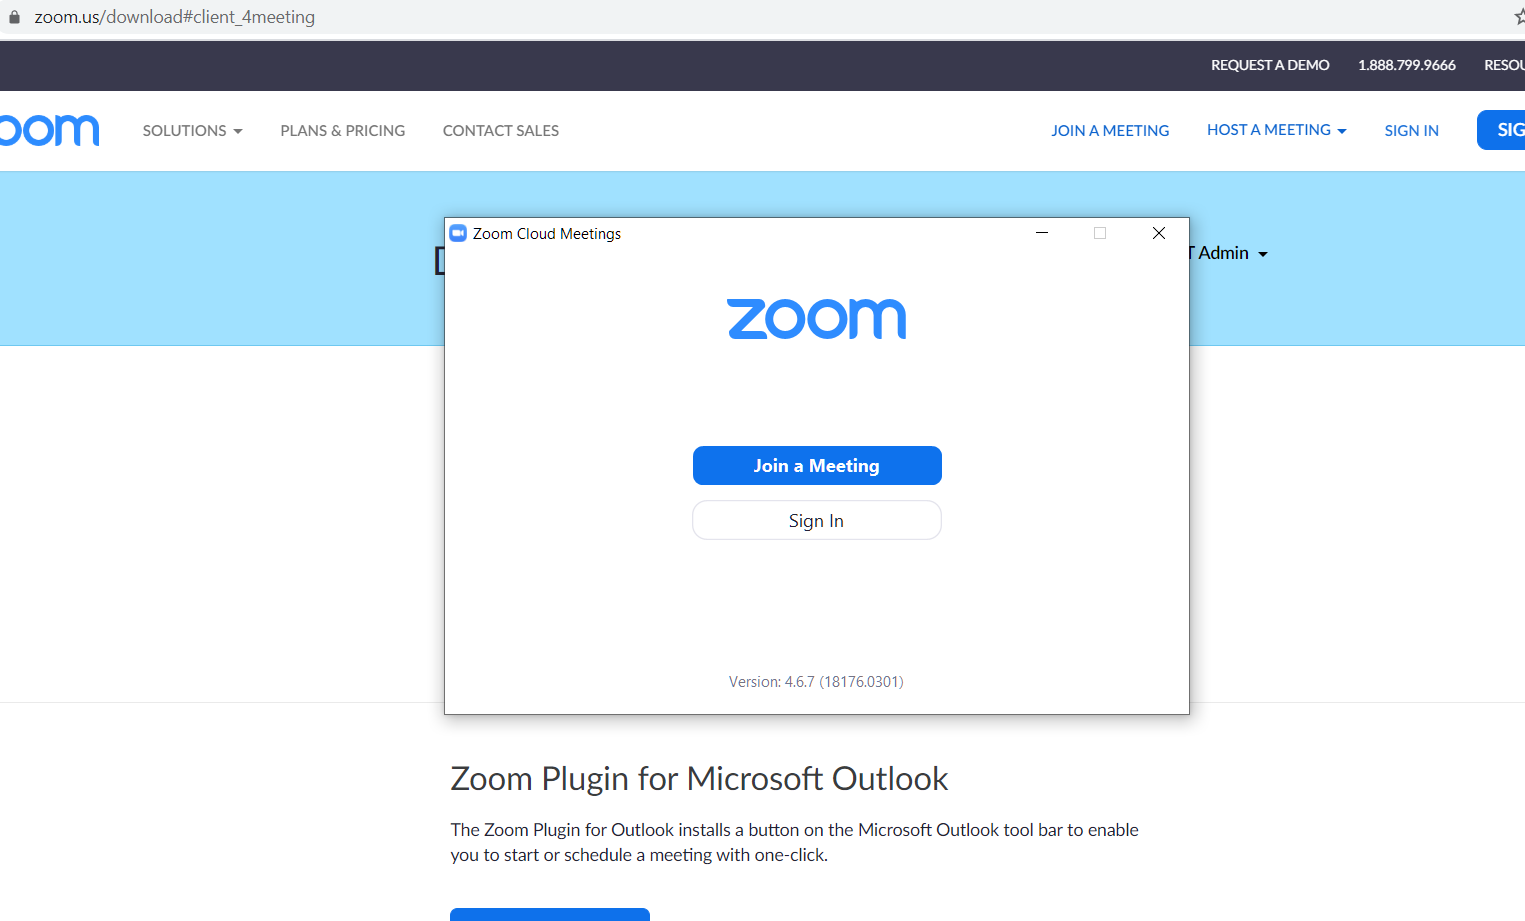 zoom.us/download#client_4meeting
REQUEST A DEMO 1.888.799.9666
SOLUTIONS PLANS & PRICING CONTACT SALES JOIN A MEETING HOST A MEETING SIGN IN
Zoom Cloud Meetings
Admin
zoom
Join a Meeting
Sign In
Version: 4.6.7 (18176.0301)
Zoom Plugin for Microsoft Outlook
The Zoom Plugin for Outlook installs a button on the Microsoft Outlook tool bar to enable
you to start or schedule a meeting with one-click.